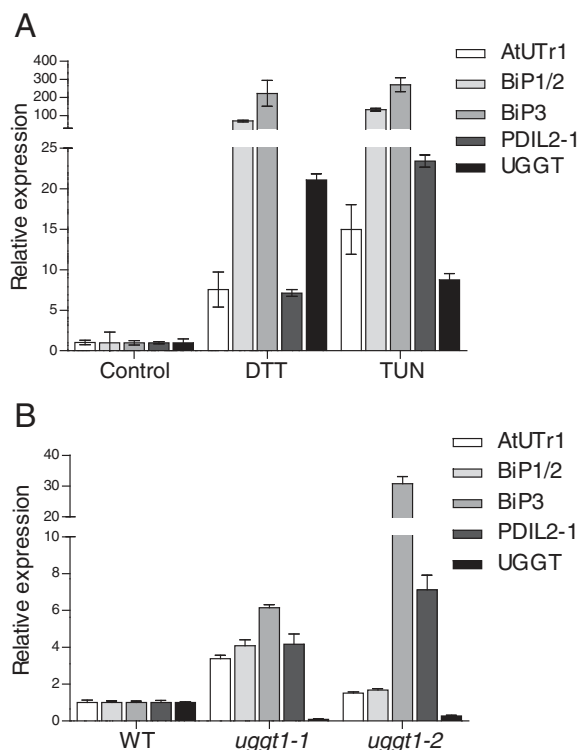 A
AtUTr1
BiP1/2
BiP3
PDIL2-1
UGGT
Relative expression
400
300
200
100
25
20
15
10
5
0
Control DTT TUN
B
AtUTr1
BiP1/2
BiP3
PDIL2-1
UGGT
Relative expression
40
30
20
10
8
6
4
2
0
WT uggt1-1 uggt1-2